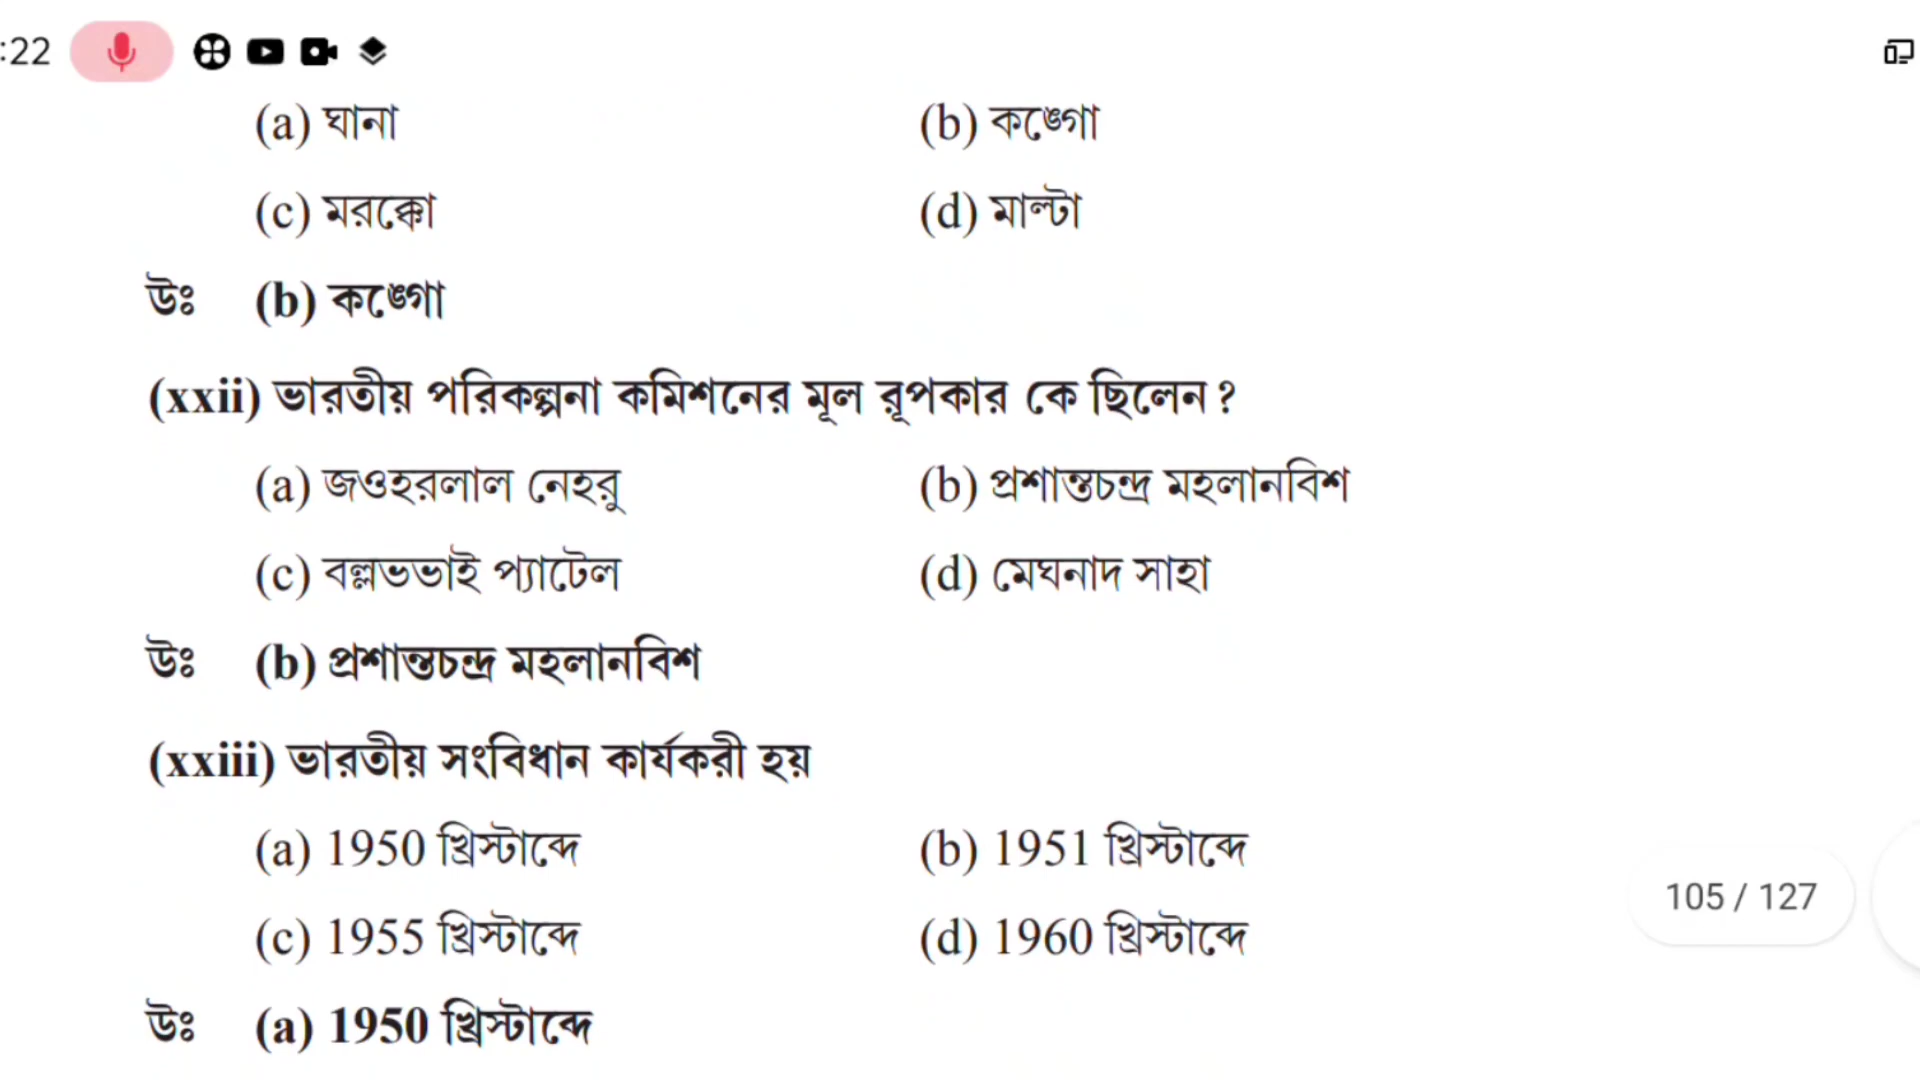 :22
(a) ঘানা (b) কঙ্গো
(c) মরক্কো (d) মাল্টা
উঃ (b) কঙ্গো
(xxii) ভারতীয় পরিকল্পনা কমিশনের মূল রূপকার কে ছিলেন ?
(a) জওহরলাল নেহরু (b) প্রশান্তচন্দ্র মহলানবিশ
(c) বল্লভভাই প্যাটেল (d) মেঘনাদ সাহা
উঃ (b) প্রশান্তচন্দ্র মহলানবিশ
(xxiii) ভারতীয় সংবিধান কার্যকরী হয়
(a) 1950 খ্রিস্টাব্দে (b) 1951 খ্রিস্টাব্দে
105 / 127
(c) 1955 খ্রিস্টাব্দে (d) 1960 খ্রিস্টাব্দে
উঃ (a) 1950 খ্রিস্টাব্দে